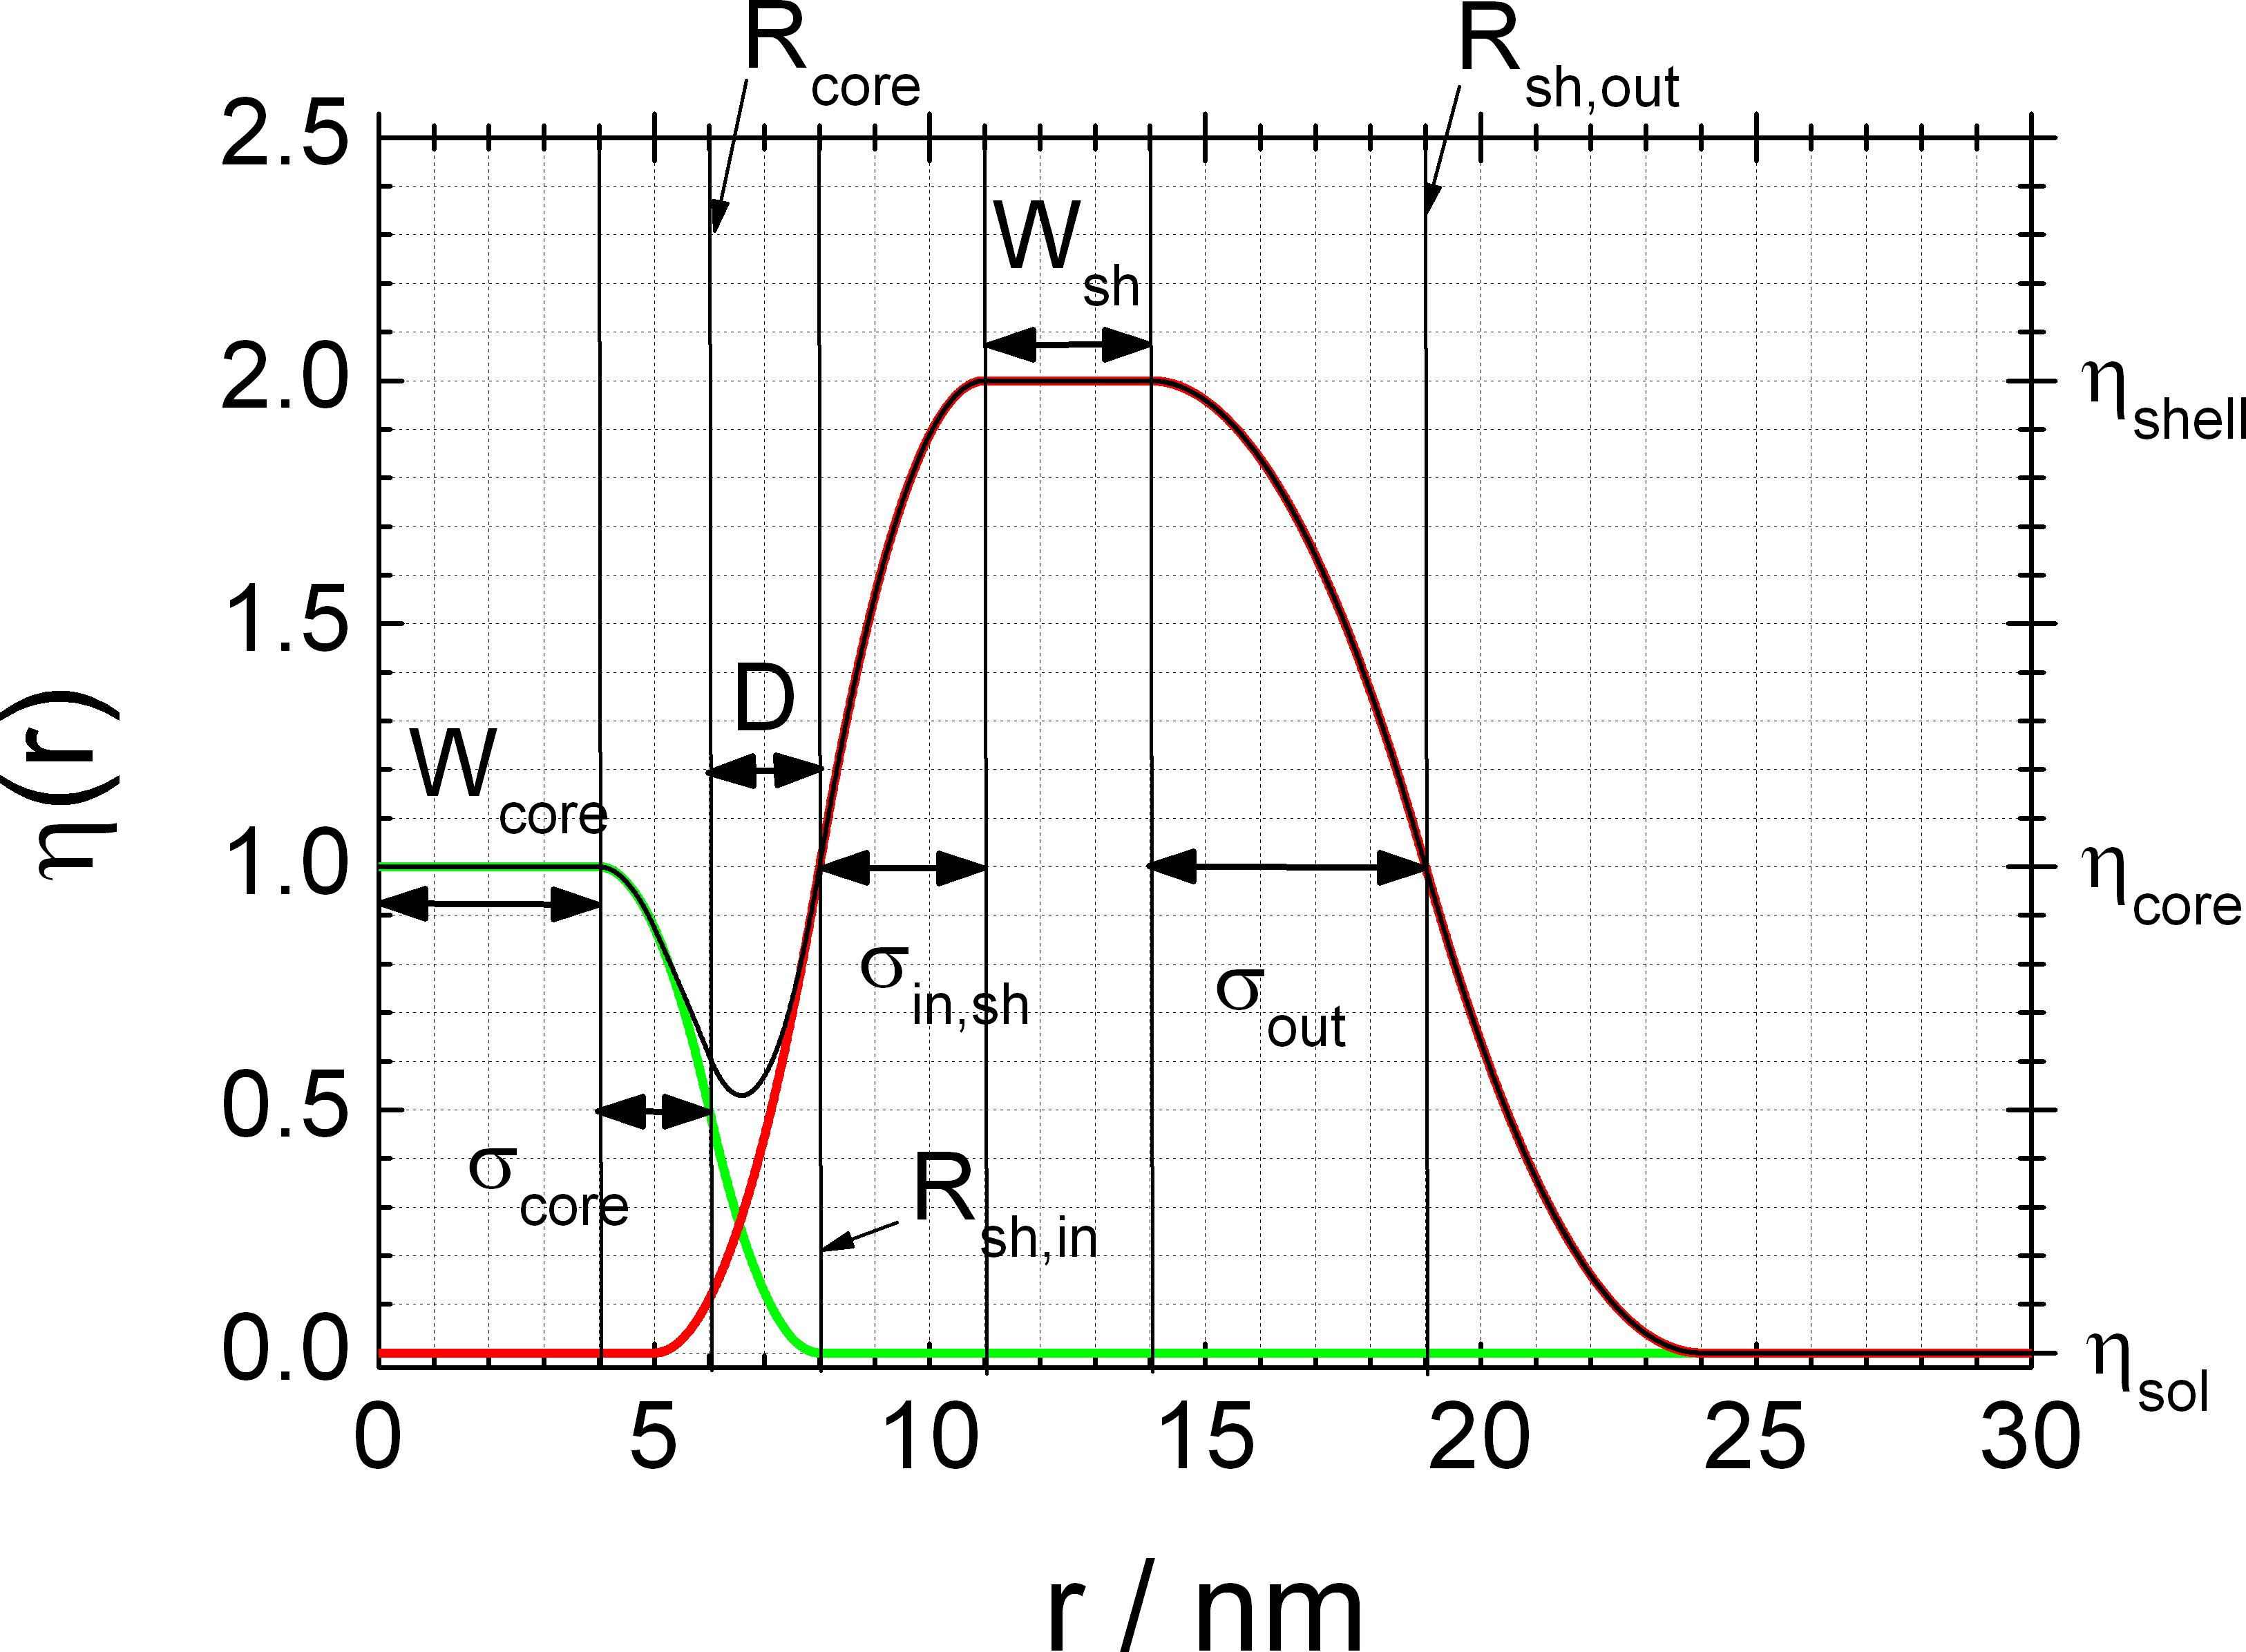 R core
R sh,out
2.5
W sh
2.0
η shell
1.5
D
W core
η(r)
1.0
η core
σ in,sh
σ out
0.5
σ core
R sh,in
0.0
η sol
0 5 10 15 20 25 30
r / nm